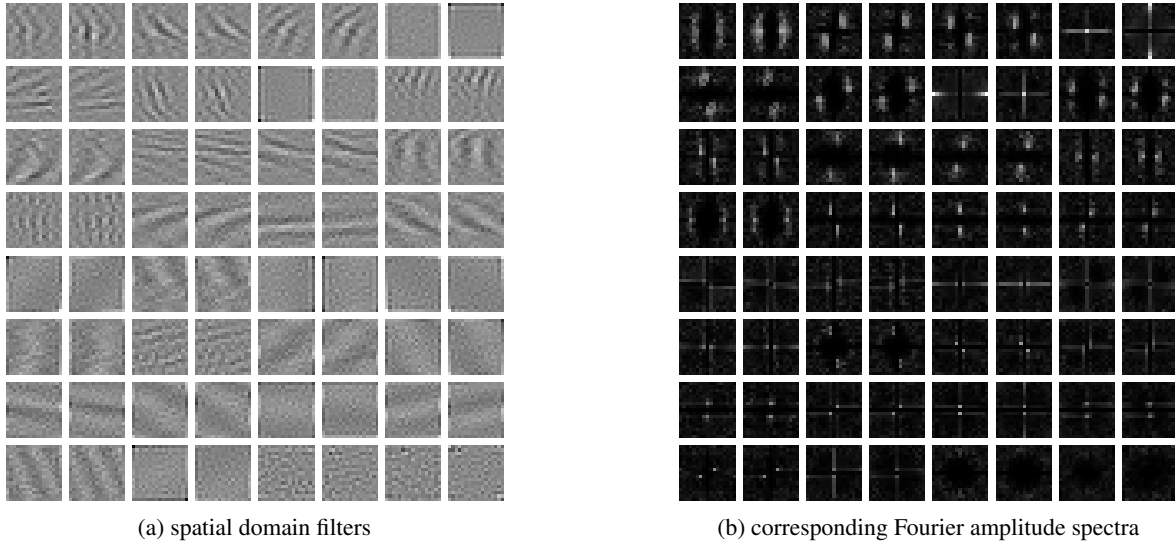 (a) spatial domain filters
(b) corresponding Fourier amplitude spectra